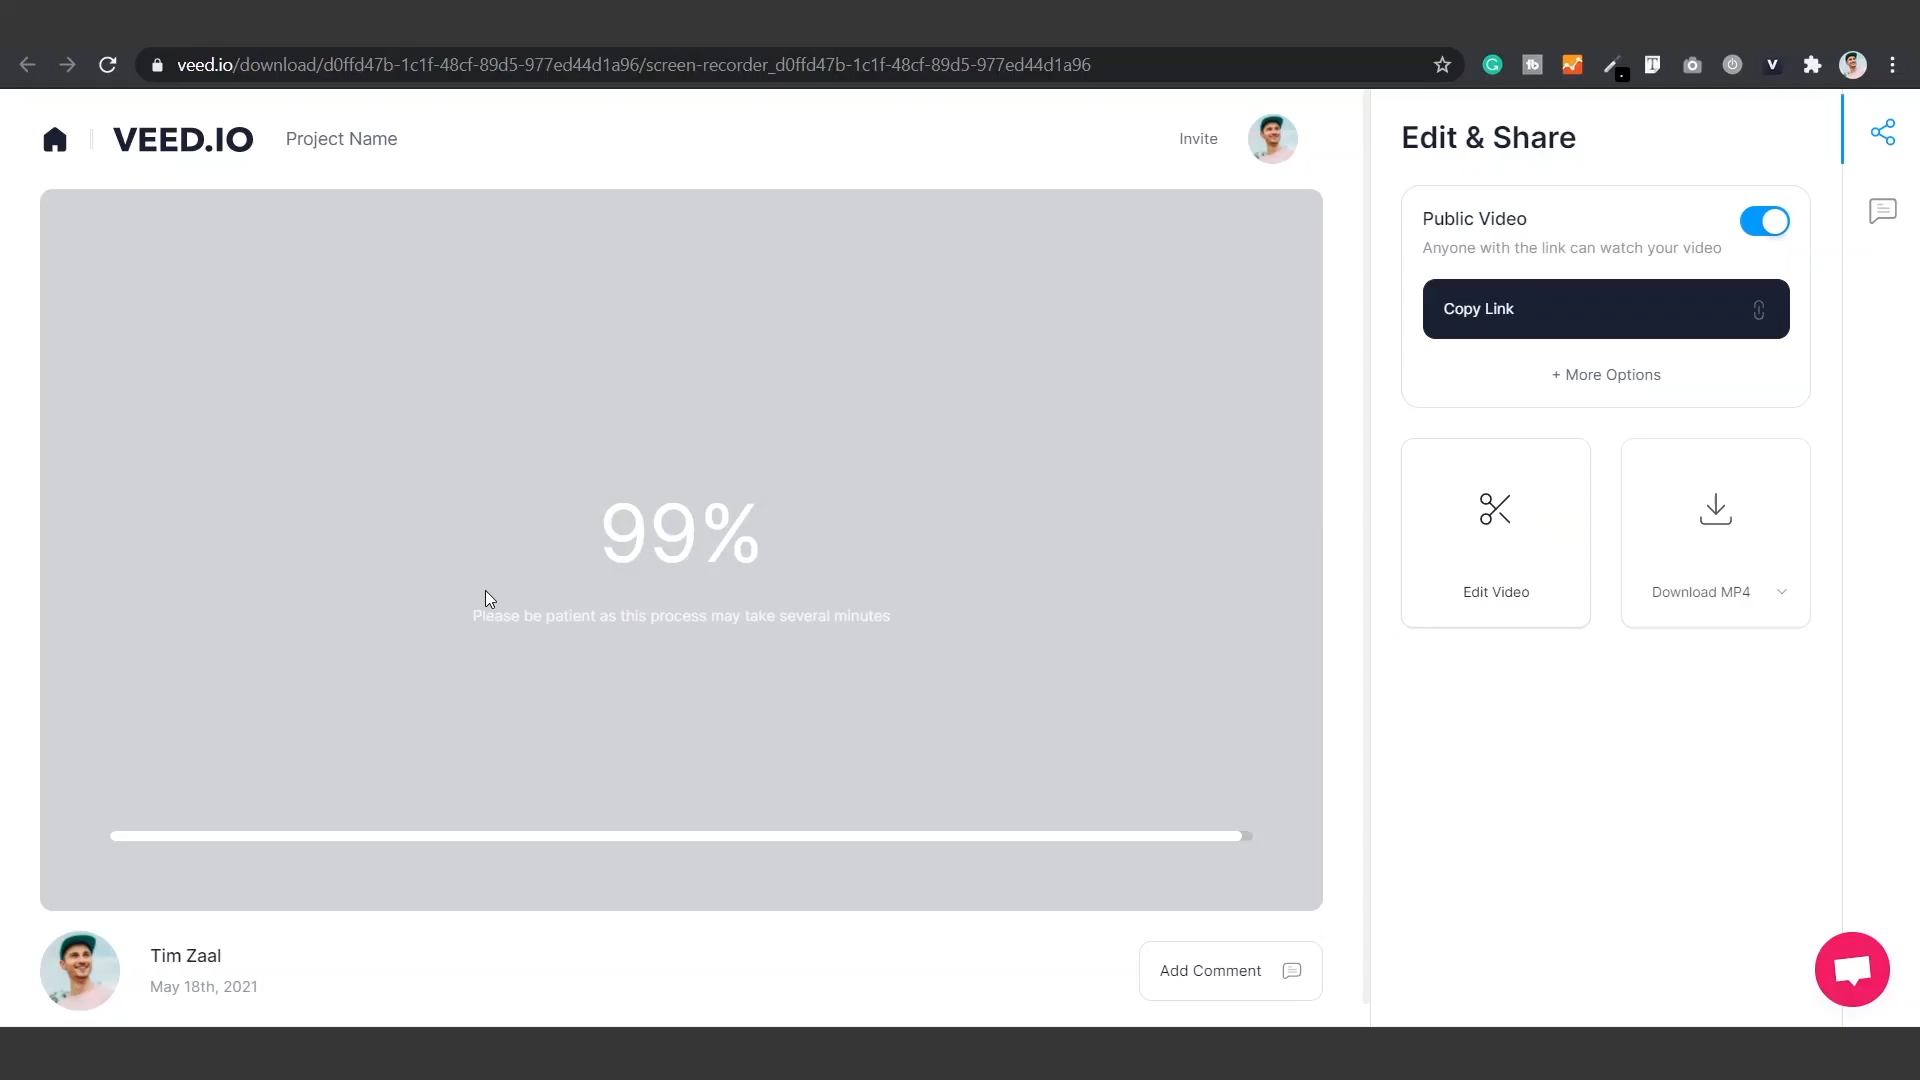 veed.io/download/d0ffd47b-1c1f-48cf-89d5-977ed44d1a96/screen-recorder_d0ffd47b-1c1f-48cf-89d5-977ed44d1a96
VEED.IO
Project Name
Invite
Edit & Share
Public Video
Anyone with the link can watch your video
Copy Link
+ More Options
99%
Please be patient as this process may take several minutes
Edit Video
Download MP4
Tim Zaal
May 18th, 2021
Add Comment